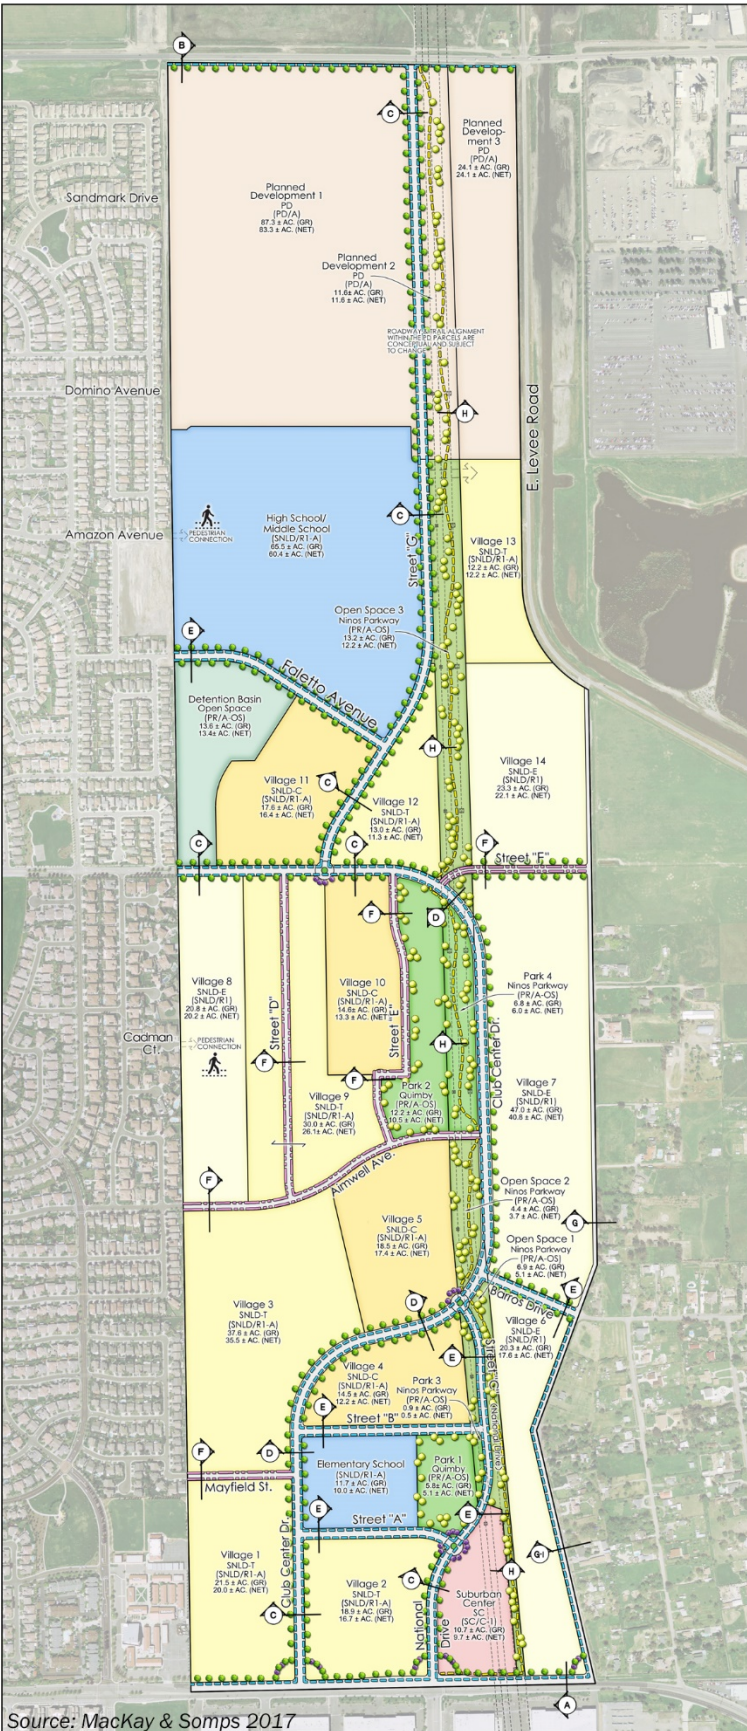 B
C
Planned
Develop-
ment 3
PD
(PD/A)
24.1 ± AC. (GR)
24.1 ± AC. (NET)
Sandmark Drive
Planned
Development 1
PD
(PD/A)
87.3 ± AC. (GR)
83.3 ± AC. (NET)
Planned
Development 2
PD
(PD/A)
11.6± AC. (GR)
11.6 ± AC. (NET)
ROADWAY & TRAIL ALIGNMENT
WITHIN THE PD PARCELS ARE
CONCEPTUAL AND SUBJECT
TO CHANGE
Domino Avenue
H
E. Levee Road
High School/
Middle School
(SNLD/R1-A)
65.5 ± AC. (GR)
60.4 ± AC. (NET)
C
Amazon Avenue
PEDESTRIAN
CONNECTION
Street "G"
Village 13
SNLD-T
(SNLD/R1-A)
12.2 ± AC. (GR)
12.2 ± AC. (NET)
Open Space 3
Ninos Parkway
(PR/A-OS)
13.2 ± AC. (GR)
12.2 ± AC. (NET)
E
Faletto Avenue
Detention Basin
Open Space
(PR/A-OS)
13.6 ± AC. (GR)
13.4± AC. (NET)
H
Village 14
SNLD-E
(SNLD/R1)
23.3 ± AC. (GR)
22.1 ± AC. (NET)
Village 11
SNLD-C
(SNLD/R1-A)
17.6 ± AC. (GR)
16.4 ± AC. (NET)
C
Village 12
SNLD-T
(SNLD/R1-A)
13.0 ± AC. (GR)
11.3 ± AC. (NET)
C
C
F
Street "F"
F
D
Village 8
SNLD-E
(SNLD/R1)
20.8 ± AC. (GR)
20.2 ± AC. (NET)
Street "D"
Village 10
SNLD-C
(SNLD/R1-A)
14.6± AC. (GR)
13.3 ± AC. (NET)
Street "E"
Park 4
Ninos Parkway
(PR/A-OS)
6.8 ± AC. (GR)
6.0 ± AC. (NET)
Club Center Dr.
Cadman
Ct.
PEDESTRIAN
CONNECTION
H
F
F
Village 9
SNLD-T
(SNLD/R1-A)
30.0 ± AC. (GR)
26.1± AC. (NET)
Park 2
Quimby
(PR/A-OS)
12.2 ± AC. (GR)
10.5 ± AC. (NET)
Village 7
SNLD-E
(SNLD/R1)
47.0 ± AC. (GR)
40.8 ± AC. (NET)
Aimwell Ave.
F
Open Space 2
Ninos Parkway
(PR/A-OS)
4.4 ± AC. (GR)
3.7 ± AC. (NET)
G
Village 5
SNLD-C
(SNLD/R1-A)
18.5 ± AC. (GR)
17.4 ± AC. (NET)
Open Space 1
Ninos Parkway
(PR/A-OS)
6.9 ± AC. (GR)
5.1 ± AC. (NET)
Barros Drive
E
Village 3
SNLD-T
(SNLD/R1-A)
37.6 ± AC. (GR)
35.5 ± AC. (NET)
D
Village 6
SNLD-E
(SNLD/R1)
20.3 ± AC. (GR)
17.6 ± AC. (NET)
E
Village 4
SNLD-C
(SNLD/R1-A)
14.5 ± AC. (GR)
12.2 ± AC. (NET)
Park 3
Ninos Parkway
(PR/A-OS)
0.9 ± AC. (GR)
0.5 ± AC. (NET)
E
Street "B"
Street "C"
(National Drive)
F
D
Elementary School
(SNLD/R1-A)
11.7 ± AC. (GR)
10.0 ± AC. (NET)
Park 1
Quimby
(PR/A-OS)
5.8± AC. (GR)
5.1 ± AC. (NET)
Mayfield St.
E
E
Street "A"
Village 1
SNLD-T
(SNLD/R1-A)
21.5 ± AC. (GR)
20.0 ± AC. (NET)
Club Center Dr.
C
Village 2
SNLD-T
(SNLD/R1-A)
18.9 ± AC. (GR)
16.7 ± AC. (NET)
C
National
Drive
Suburban
Center
SC
(SC/C-1)
10.7 ± AC. (GR)
9.7 ± AC. (NET)
H
G-1
A
Source: MacKay & Somps 2017